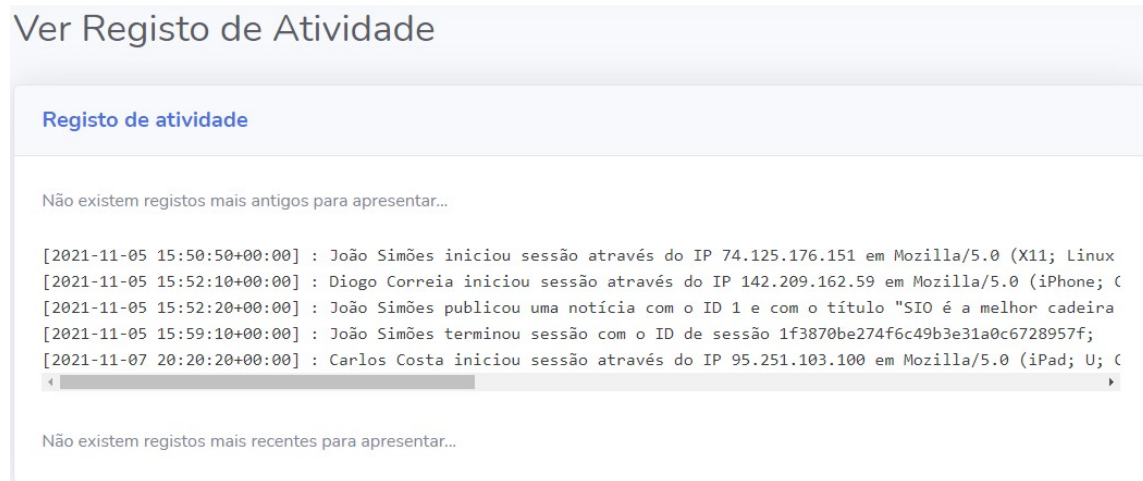 Ver Registo de Atividade
Registo de atividade
Não existem registos mais antigos para apresentar...
[2021-11-05 15:50:50+00:00] : João Simões iniciou sessão através do IP 74.125.176.151 em Mozilla/5.0 (X11; Linux
[2021-11-05 15:52:10+00:00] : Diogo Correia iniciou sessão através do IP 142.209.162.59 em Mozilla/5.0 (iPhone;
[2021-11-05 15:52:20+00:00] : João Simões publicou uma notícia com o ID 1 e com o título "SIO é a melhor cadeira
[2021-11-05 15:59:10+00:00] : João Simões terminou sessão com o ID de sessão 1f3870be274f6c49b3e31a0c6728957f;
[2021-11-07 20:20:20+00:00] : Carlos Costa iniciou sessão através do IP 95.251.103.100 em Mozilla/5.0 (iPad; U;
Não existem registos mais recentes para apresentar...